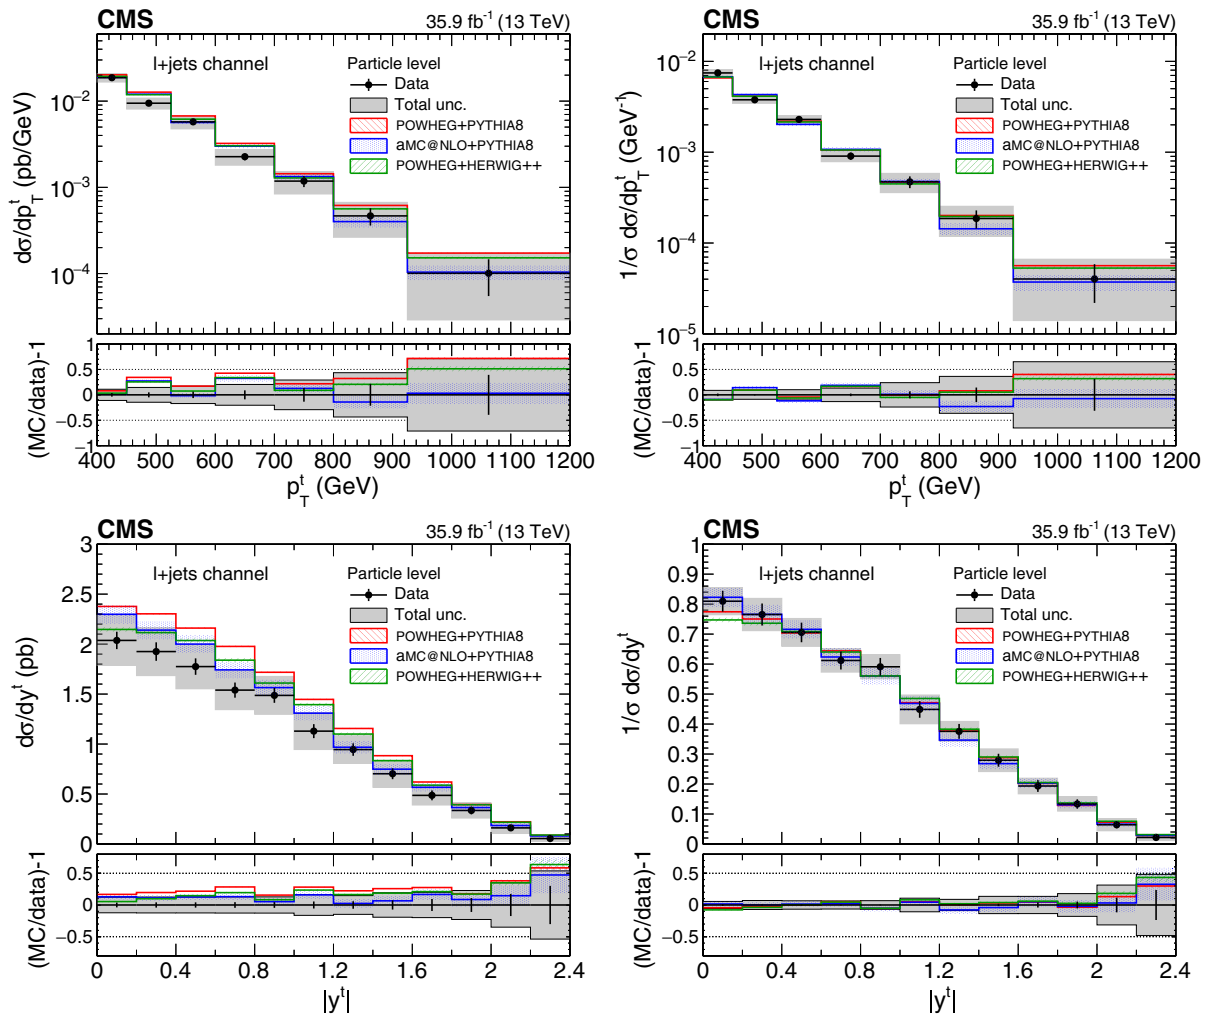 CMS 35.9 fb⁻¹ (13 TeV)
l+jets channel
Particle level
Data
Total unc.
POWHEG+PYTHIA8
aMC@NLO+PYTHIA8
POWHEG+HERWIG++
dσ/dp_T^t (pb/GeV)
10⁻²
10⁻³
10⁻⁴
(MC/data)-1
1
0.5
0
−0.5
−1
400 500 600 700 800 900 1000 1100 1200
p_T^t (GeV)
CMS 35.9 fb⁻¹ (13 TeV)
l+jets channel
Particle level
Data
Total unc.
POWHEG+PYTHIA8
aMC@NLO+PYTHIA8
POWHEG+HERWIG++
1/σ dσ/dp_T^t (GeV⁻¹)
10⁻²
10⁻³
10⁻⁴
10⁻⁵
(MC/data)-1
1
0.5
0
−0.5
−1
400 500 600 700 800 900 1000 1100 1200
p_T^t (GeV)
CMS 35.9 fb⁻¹ (13 TeV)
l+jets channel
Particle level
Data
Total unc.
POWHEG+PYTHIA8
aMC@NLO+PYTHIA8
POWHEG+HERWIG++
dσ/dy^t (pb)
3
2.5
2
1.5
1
0.5
0
(MC/data)-1
0.5
0
−0.5
0 0.4 0.8 1.2 1.6 2 2.4
|y^t|
CMS 35.9 fb⁻¹ (13 TeV)
l+jets channel
Particle level
Data
Total unc.
POWHEG+PYTHIA8
aMC@NLO+PYTHIA8
POWHEG+HERWIG++
1/σ dσ/dy^t
1
0.9
0.8
0.7
0.6
0.5
0.4
0.3
0.2
0.1
0
(MC/data)-1
0.5
0
−0.5
0 0.4 0.8 1.2 1.6 2 2.4
|y^t|